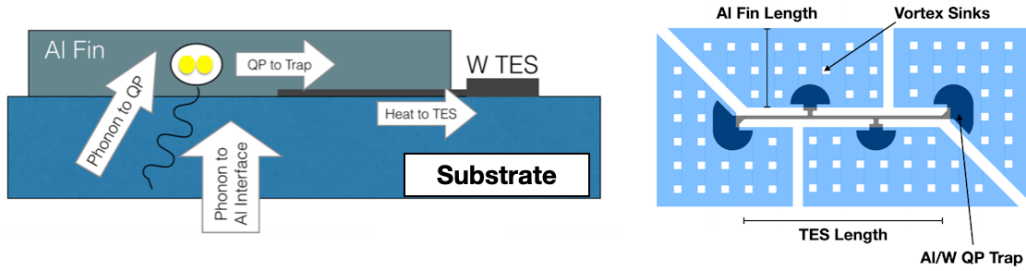 Al Fin
Phonon to QP
QP to Trap
W TES
Heat to TES
Phonon to
Al Interface
Substrate
Al Fin Length
Vortex Sinks
TES Length
Al/W QP Trap